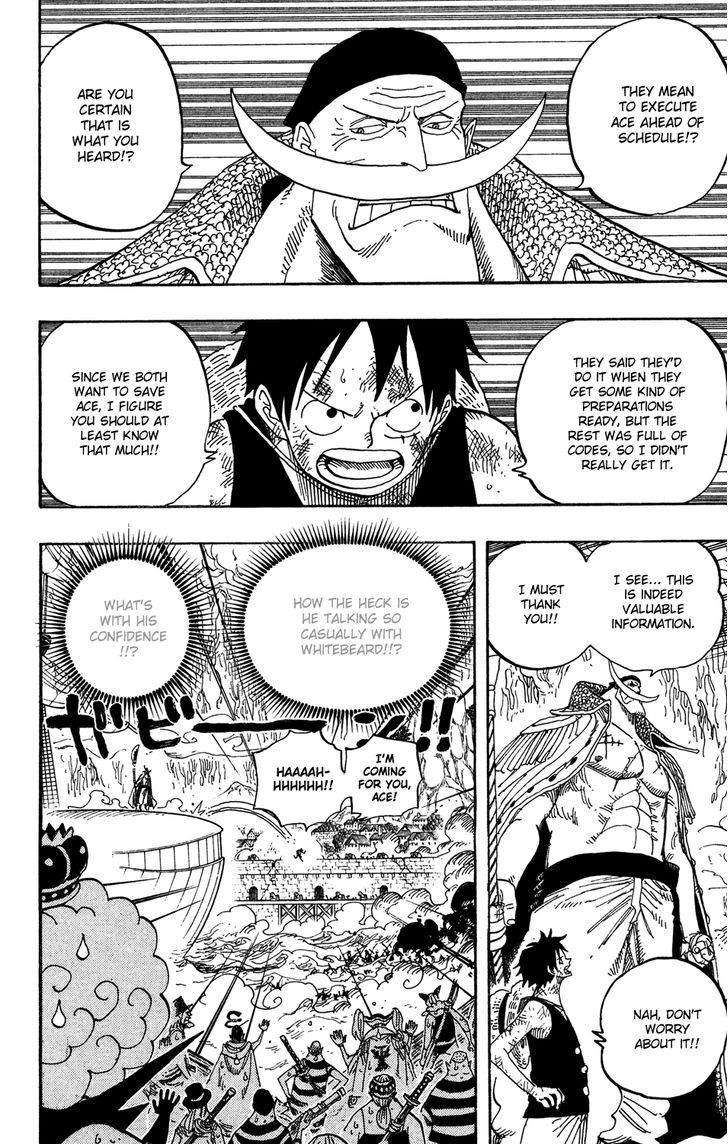 THEY MEAN
TO EXECUTE
ACE AHEAD OF
SCHEDULE!?
ARE YOU
CERTAIN
THAT IS
WHAT YOU
HEARD!?
THEY SAID THEY'D
DO IT WHEN THEY
GET SOME KIND OF
PREPARATIONS
READY, BUT THE
REST WAS FULL OF
CODES, SO I DIDN'T
REALLY GET IT.
SINCE WE BOTH
WANT TO SAVE
ACE, I FIGURE
YOU SHOULD AT
LEAST KNOW
THAT MUCH!!
I SEE... THIS
IS INDEED
VALUABLE
INFORMATION.
I MUST
THANK
YOU!!
NAH, DON'T
WORRY
ABOUT IT!!
HOW THE HECK IS
HE TALKING SO
CASUALLY WITH
WHITEBEARD!!?
WHAT'S
WITH HIS
CONFIDENCE
!!?
ガビーン!!
I'M
COMING
FOR YOU,
ACE!
HAAAAH-
HHHHHH!!